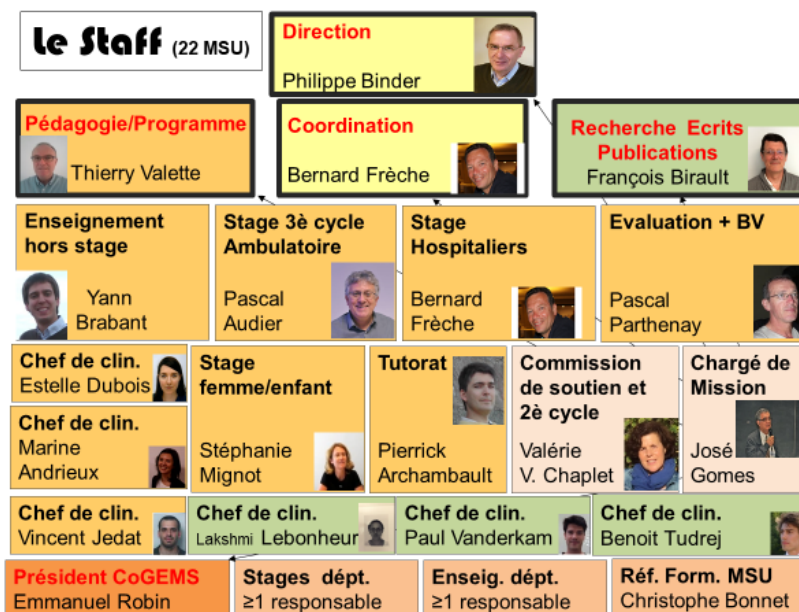 Le Staff (22 MSU)
Direction
Philippe Binder
Pédagogie/Programme
Thierry Valette
Coordination
Bernard Frèche
Recherche Ecrits
Publications
François Birault
Enseignement
hors stage
Yann
Brabant
Stage 3è cycle
Ambulatoire
Pascal
Audier
Stage
Hospitaliers
Bernard
Frèche
Evaluation + BV
Pascal
Parthenay
Chef de clin.
Estelle Dubois
Chef de clin.
Marine
Andrieux
Stage
femme/enfant
Stéphanie
Mignot
Tutorat
Pierrick
Archambault
Commission
de soutien et
2è cycle
Valérie
V. Chaplet
Chargé de
Mission
José
Gomes
Chef de clin.
Vincent Jedat
Chef de clin.
Lakshmi Lebonheur
Chef de clin.
Paul Vanderkam
Chef de clin.
Benoit Tudrej
Président CoGEMS
Emmanuel Robin
Stages dépt.
≥1 responsable
Enseig. dépt.
≥1 responsable
Réf. Form. MSU
Christophe Bonnet